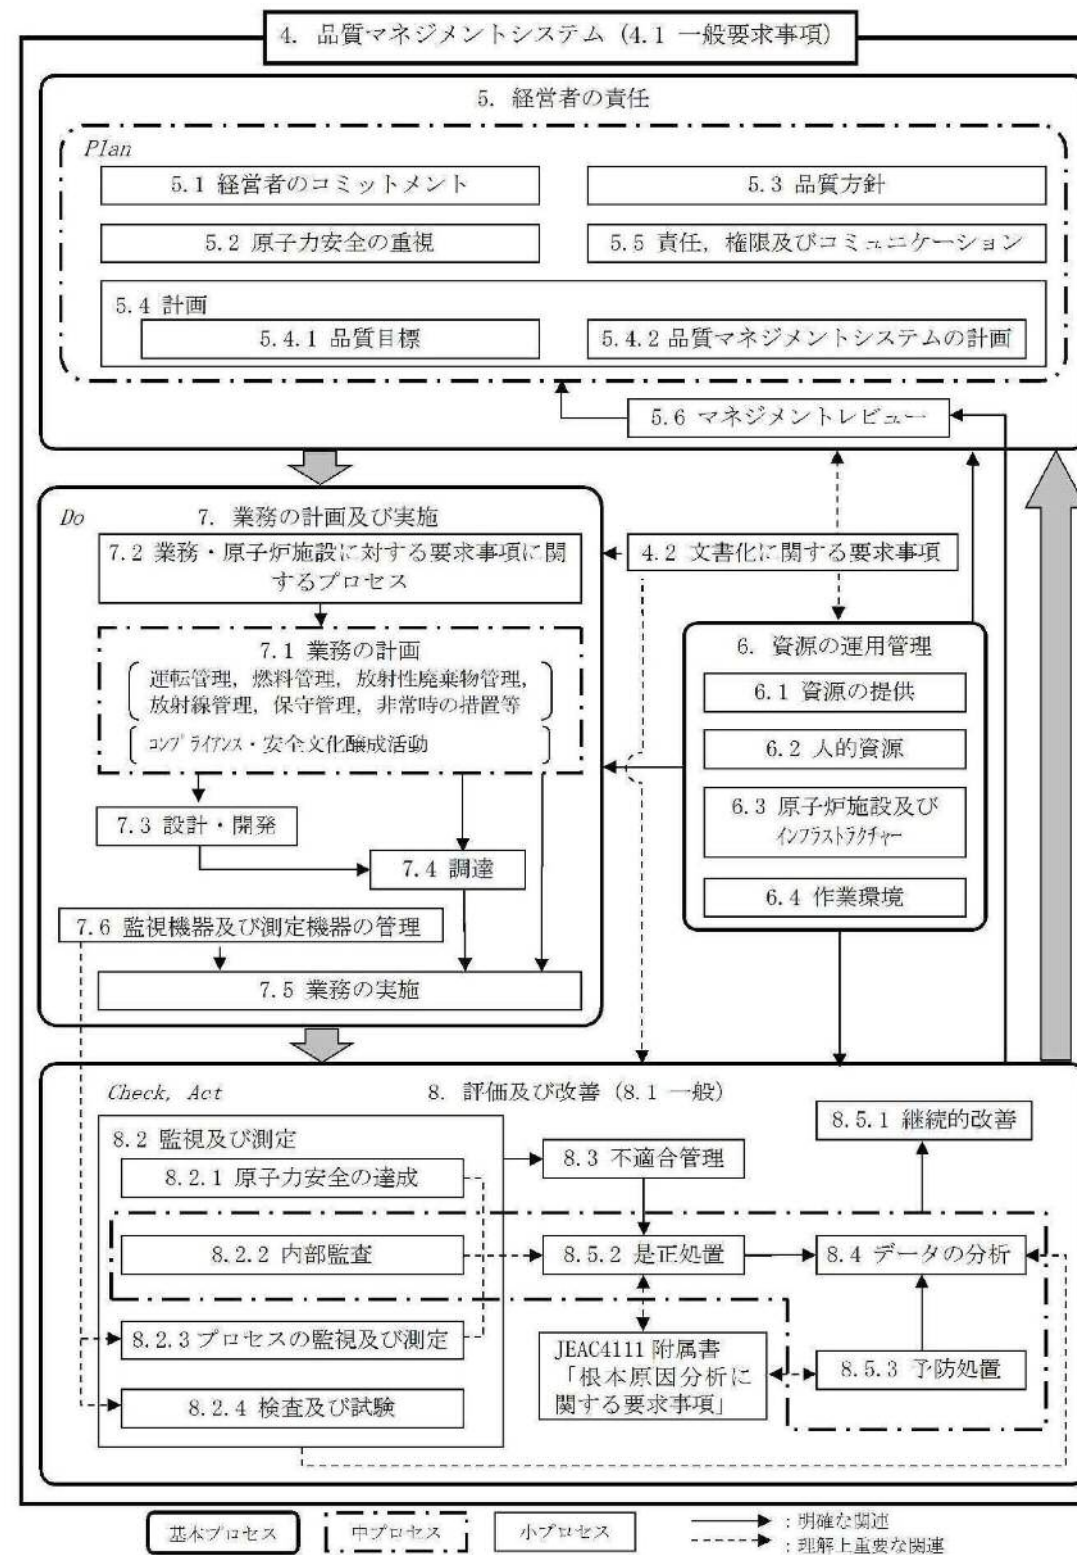 4. 品質マネジメントシステム (4.1 一般要求事項)
5. 経営者の責任
Plan
5.1 経営者のコミットメント
5.3 品質方針
5.2 原子力安全の重視
5.5 責任, 権限及びコミュニケーション
5.4 計画
5.4.1 品質目標
5.4.2 品質マネジメントシステムの計画
5.6 マネジメントレビュー
Do
7. 業務の計画及び実施
7.2 業務・原子炉施設に対する要求事項に関
するプロセス
4.2 文書化に関する要求事項
7.1 業務の計画
運転管理, 燃料管理, 放射性廃棄物管理,
放射線管理, 保守管理, 非常時の措置等
コンプライアンス・安全文化醸成活動
7.3 設計・開発
7.4 調達
7.6 監視機器及び測定機器の管理
7.5 業務の実施
6. 資源の運用管理
6.1 資源の提供
6.2 人的資源
6.3 原子炉施設及び
インフラストラクチャー
6.4 作業環境
Check, Act
8. 評価及び改善 (8.1 一般)
8.2 監視及び測定
8.2.1 原子力安全の達成
8.3 不適合管理
8.5.1 継続的改善
8.2.2 内部監査
8.5.2 是正処置
8.4 データの分析
8.2.3 プロセスの監視及び測定
JEAC4111 附属書
「根本原因分析に
関する要求事項」
8.5.3 予防処置
8.2.4 検査及び試験
基本プロセス
中プロセス
小プロセス
:明確な関連
:理解上重要な関連